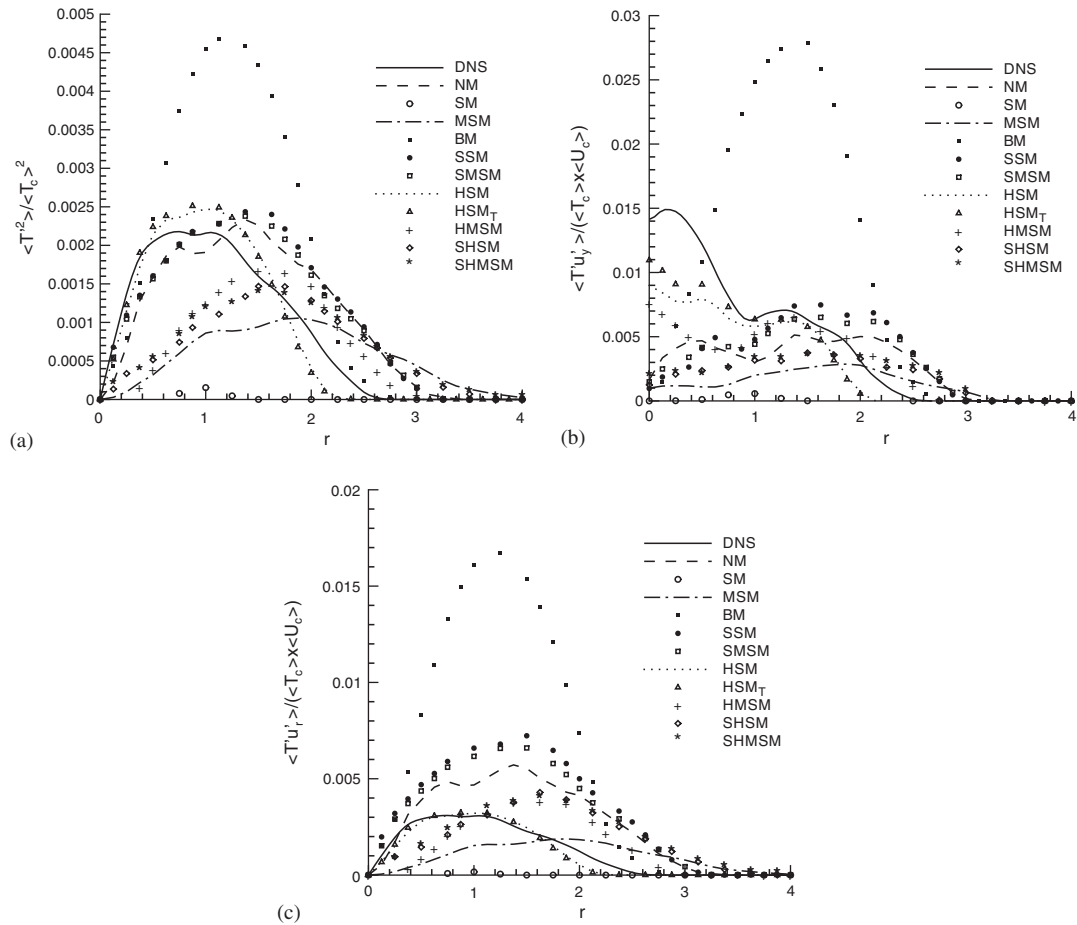 0.005
0.0045
0.004
0.0035
0.003
0.0025
0.002
0.0015
0.001
0.0005
0
<T'²>/<T_c>²
0 1 2 3 4
r
DNS
NM
SM
MSM
BM
SSM
SMSM
HSM
HSM_T
HMSM
SHSM
SHMSM
(a)
0.03
0.025
0.02
0.015
0.01
0.005
0
<T'u'_y>/(<T_c>x<U_c>)
0 1 2 3 4
r
DNS
NM
SM
MSM
BM
SSM
SMSM
HSM
HSM_T
HMSM
SHSM
SHMSM
(b)
0.02
0.015
0.01
0.005
0
<T'u'_r>/(<T_c>x<U_c>)
0 1 2 3 4
r
DNS
NM
SM
MSM
BM
SSM
SMSM
HSM
HSM_T
HMSM
SHSM
SHMSM
(c)